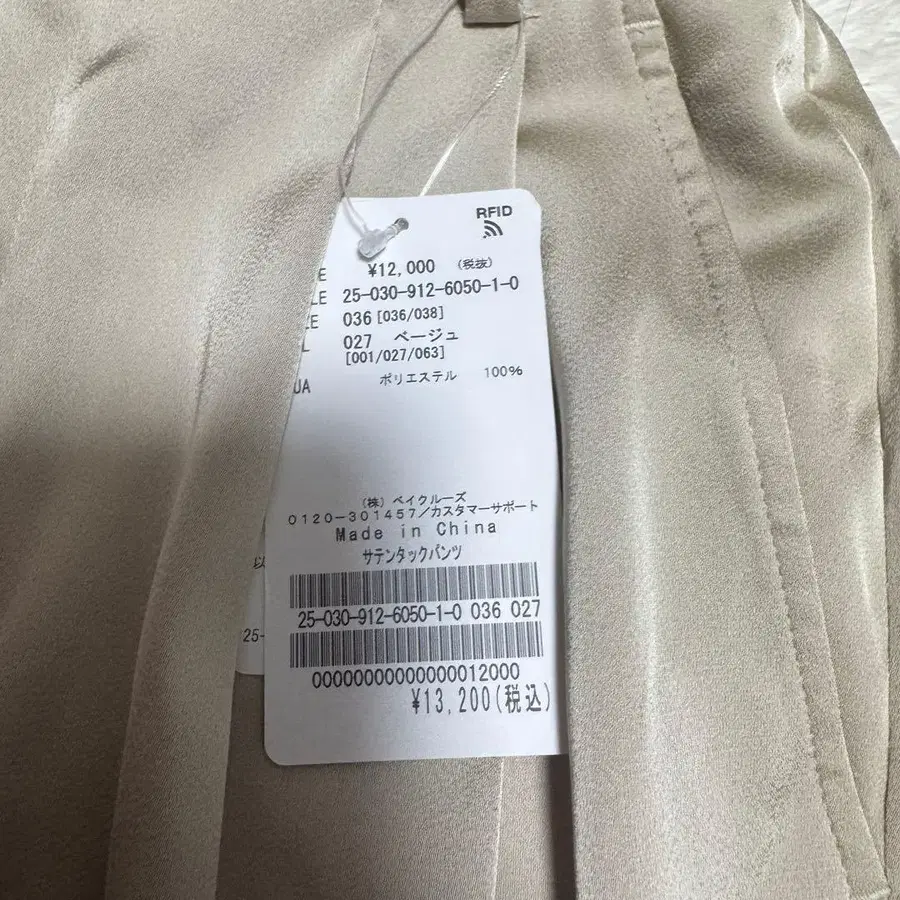 RFID
E ¥12,000 (税抜)
LE 25-030-912-6050-1-0
ZE 036 [036/038]
L 027 ベージュ
[001/027/063]
UA ポリエステル 100%
(株) ベイクルーズ
0120-301457/カスタマーサポート
Made in China
サテンタックパンツ
以
25-030-912-6050-1-0 036 027
25-
00000000000000012000
¥13,200(税込)